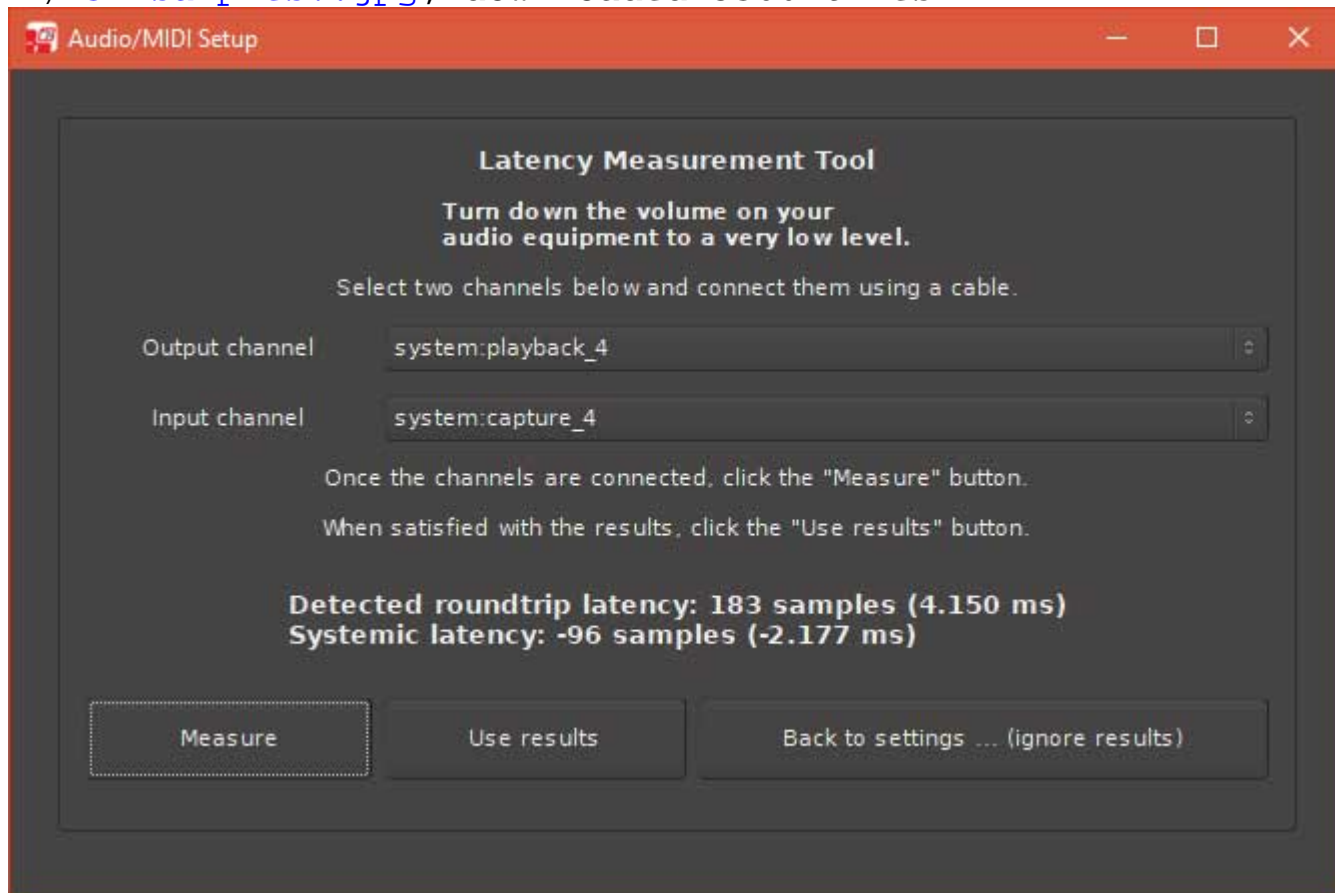 Audio/MIDI Setup
Latency Measurement Tool
Turn down the volume on your
audio equipment to a very low level.
Select two channels below and connect them using a cable.
Output channel system:playback_4
Input channel system:capture_4
Once the channels are connected, click the "Measure" button.
When satisfied with the results, click the "Use results" button.
Detected roundtrip latency: 183 samples (4.150 ms)
Systemic latency: -96 samples (-2.177 ms)
Measure Use results Back to settings ... (ignore results)